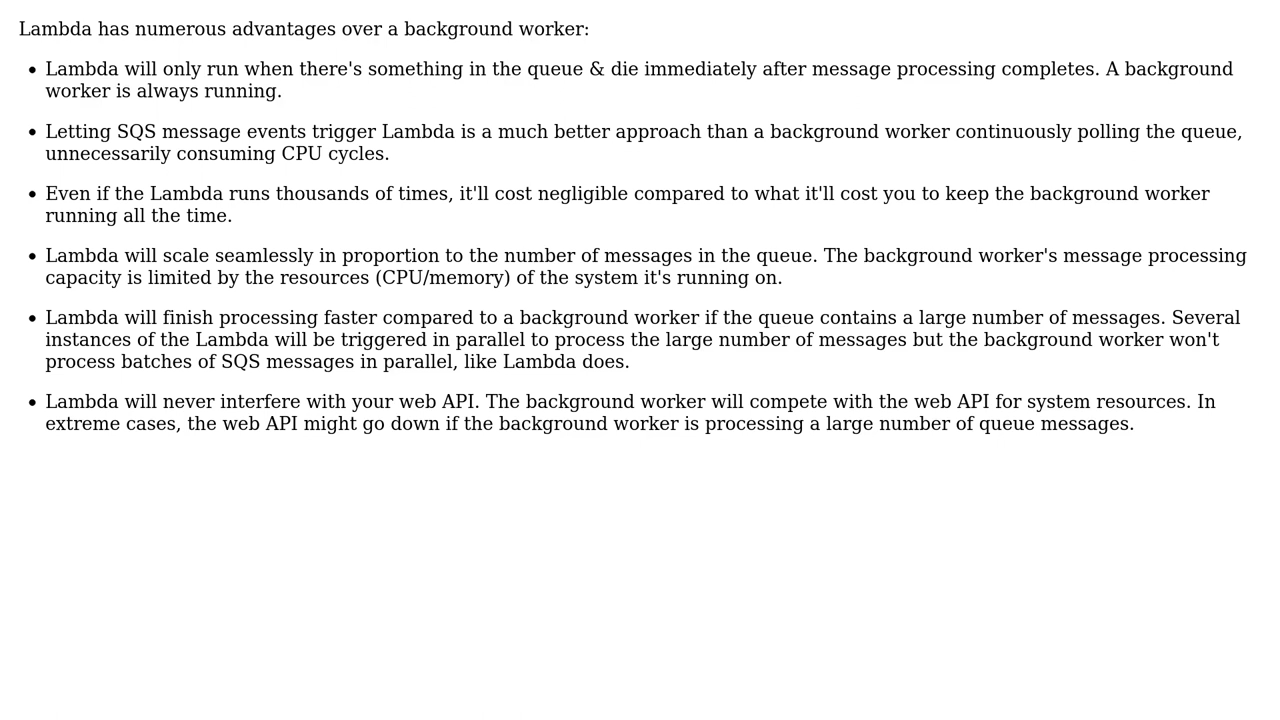 Lambda has numerous advantages over a background worker:
• Lambda will only run when there's something in the queue & die immediately after message processing completes. A background
worker is always running.
• Letting SQS message events trigger Lambda is a much better approach than a background worker continuously polling the queue,
unnecessarily consuming CPU cycles.
• Even if the Lambda runs thousands of times, it'll cost negligible compared to what it'll cost you to keep the background worker
running all the time.
• Lambda will scale seamlessly in proportion to the number of messages in the queue. The background worker's message processing
capacity is limited by the resources (CPU/memory) of the system it's running on.
• Lambda will finish processing faster compared to a background worker if the queue contains a large number of messages. Several
instances of the Lambda will be triggered in parallel to process the large number of messages but the background worker won't
process batches of SQS messages in parallel, like Lambda does.
• Lambda will never interfere with your web API. The background worker will compete with the web API for system resources. In
extreme cases, the web API might go down if the background worker is processing a large number of queue messages.